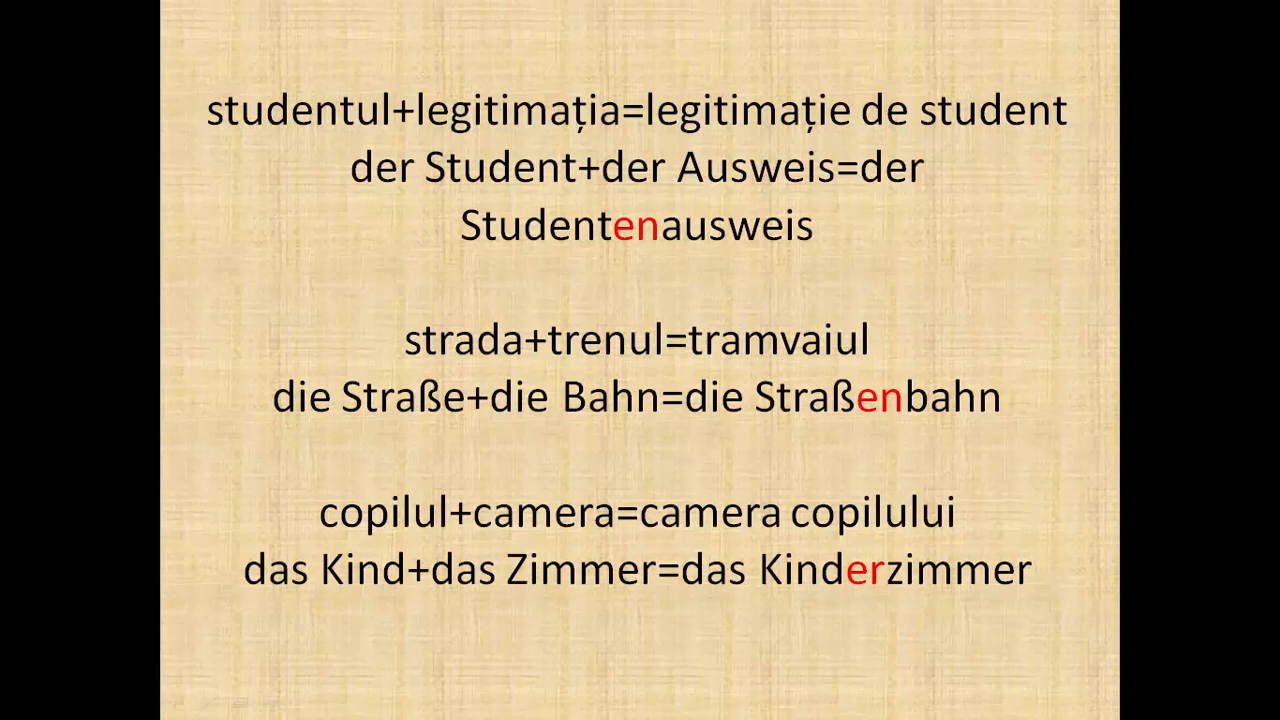 studentul+legitimația=legitimație de student
der Student+der Ausweis=der
Studentenausweis
strada+trenul=tramvaiul
die Straße+die Bahn=die Straßenbahn
copilul+camera=camera copilului
das Kind+das Zimmer=das Kinderzimmer